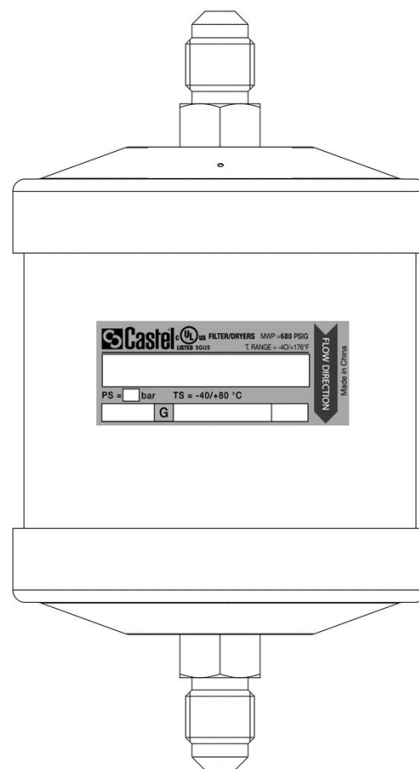 Castel c UL us FILTER/DRYERS MWP =680 PSIG
LISTED SGUS T. RANGE = -40/+176°F
PS = bar TS = -40/+80 °C
G
FLOW DIRECTION
Made in China